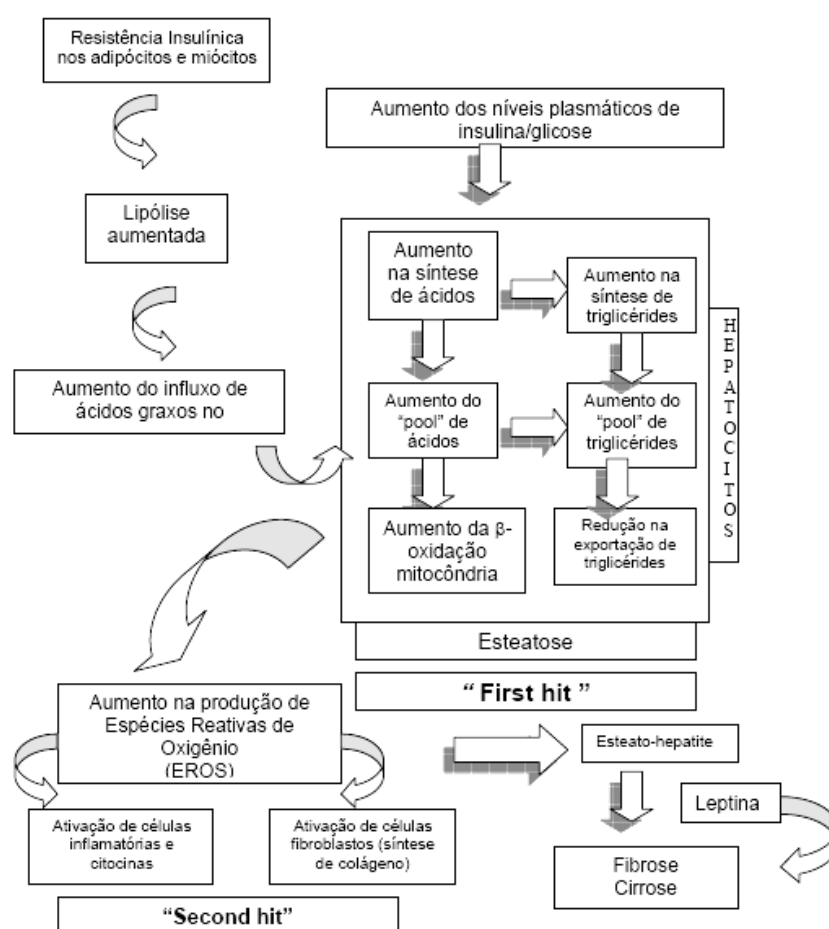 Resistência Insulínica
nos adipócitos e miócitos
Aumento dos níveis plasmáticos de
insulina/glicose
Lipólise
aumentada
Aumento do influxo de
ácidos graxos no
Aumento
na síntese
de ácidos
Aumento na
síntese de
triglicérides
Aumento do
“pool” de
ácidos
Aumento do
“pool” de
triglicérides
Aumento da β-
oxidação
mitocôndria
Redução na
exportação de
triglicérides
HEPATOCITOS
Esteatose
“ First hit ”
Aumento na produção de
Espécies Reativas de
Oxigênio
(EROS)
Ativação de células
inflamatórias e
citocinas
Ativação de células
fibroblastos (síntese
de colágeno)
“Second hit”
Esteato-hepatite
Leptina
Fibrose
Cirrose